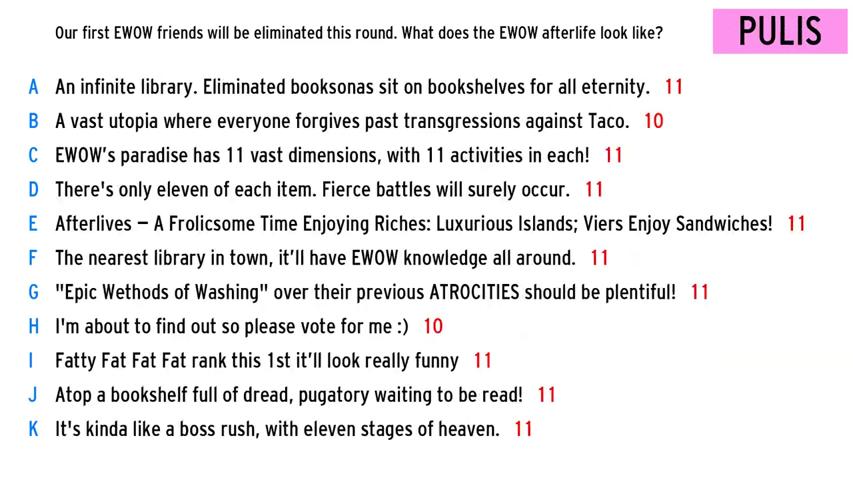 Our first EWOW friends will be eliminated this round. What does the EWOW afterlife look like?
PULIS
A An infinite library. Eliminated booksonas sit on bookshelves for all eternity. 11
B A vast utopia where everyone forgives past transgressions against Taco. 10
C EWOW's paradise has 11 vast dimensions, with 11 activities in each! 11
D There's only eleven of each item. Fierce battles will surely occur. 11
E Afterlives – A Frolicsome Time Enjoying Riches: Luxurious Islands; Viers Enjoy Sandwiches! 11
F The nearest library in town, it'll have EWOW knowledge all around. 11
G "Epic Wethods of Washing" over their previous ATROCITIES should be plentiful! 11
H I'm about to find out so please vote for me :) 10
I Fatty Fat Fat Fat rank this 1st it'll look really funny 11
J Atop a bookshelf full of dread, pugatory waiting to be read! 11
K It's kinda like a boss rush, with eleven stages of heaven. 11